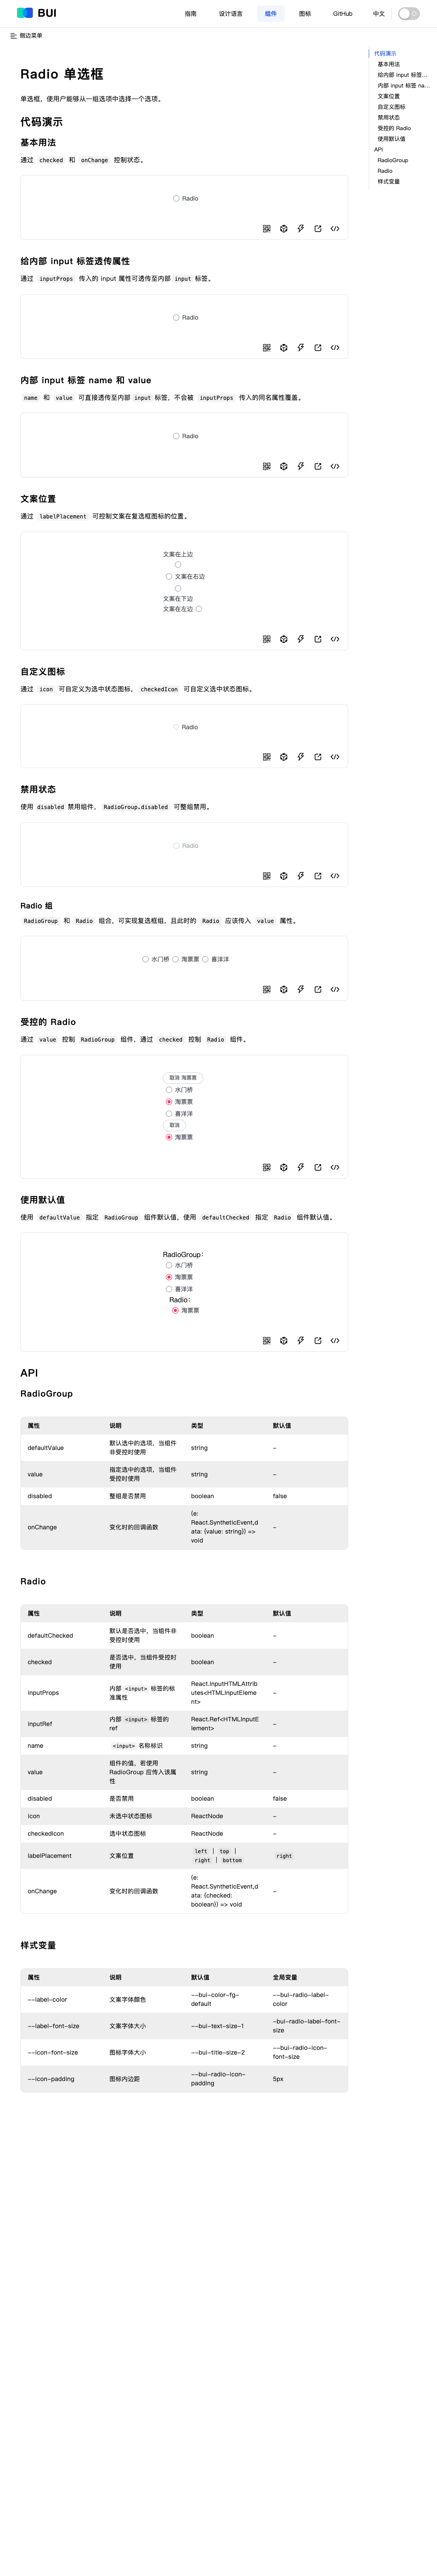 BUI
指南
设计语言
组件
图标
GitHub
中文
侧边菜单
Radio 单选框
单选框，使用户能够从一组选项中选择一个选项。
代码演示
基本用法
通过 checked 和 onChange 控制状态。
Radio
给内部 input 标签透传属性
通过 inputProps 传入的 input 属性可透传至内部 input 标签。
Radio
内部 input 标签 name 和 value
name 和 value 可直接透传至内部 input 标签，不会被 inputProps 传入的同名属性覆盖。
Radio
文案位置
通过 labelPlacement 可控制文案在复选框图标的位置。
文案在上边
文案在右边
文案在下边
文案在左边
自定义图标
通过 icon 可自定义为选中状态图标， checkedIcon 可自定义选中状态图标。
Radio
禁用状态
使用 disabled 禁用组件， RadioGroup.disabled 可整组禁用。
Radio
Radio 组
RadioGroup 和 Radio 组合，可实现复选框组，且此时的 Radio 应该传入 value 属性。
水门桥 淘票票 喜洋洋
受控的 Radio
通过 value 控制 RadioGroup 组件，通过 checked 控制 Radio 组件。
取消 淘票票
水门桥
淘票票
喜洋洋
取消
淘票票
使用默认值
使用 defaultValue 指定 RadioGroup 组件默认值，使用 defaultChecked 指定 Radio 组件默认值。
RadioGroup：
水门桥
淘票票
喜洋洋
Radio：
淘票票
API
RadioGroup
属性 说明 类型 默认值
defaultValue 默认选中的选项，当组件非受控时使用 string -
value 指定选中的选项，当组件受控时使用 string -
disabled 整组是否禁用 boolean false
onChange 变化时的回调函数 (e: React.SyntheticEvent,data: {value: string}) => void -
Radio
属性 说明 类型 默认值
defaultChecked 默认是否选中，当组件非受控时使用 boolean -
checked 是否选中，当组件受控时使用 boolean -
inputProps 内部 <input> 标签的标准属性 React.InputHTMLAttributes<HTMLInputElement> -
inputRef 内部 <input> 标签的 ref React.Ref<HTMLInputElement> -
name <input> 名称标识 string -
value 组件的值，若使用 RadioGroup 应传入该属性 string -
disabled 是否禁用 boolean false
icon 未选中状态图标 ReactNode -
checkedIcon 选中状态图标 ReactNode -
labelPlacement 文案位置 left | top | right | bottom right
onChange 变化时的回调函数 (e: React.SyntheticEvent,data: {checked: boolean}) => void -
样式变量
属性 说明 默认值 全局变量
--label-color 文案字体颜色 --bui-color-fg-default --bui-radio-label-color
--label-font-size 文案字体大小 --bui-text-size-1 -bui-radio-label-font-size
--icon-font-size 图标字体大小 --bui-title-size-2 --bui-radio-icon-font-size
--icon-padding 图标内边距 --bui-radio-icon-padding 5px
代码演示
基本用法
给内部 input 标签...
内部 input 标签 na...
文案位置
自定义图标
禁用状态
受控的 Radio
使用默认值
API
RadioGroup
Radio
样式变量